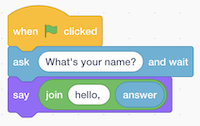 when clicked
ask What's your name? and wait
say join hello, answer